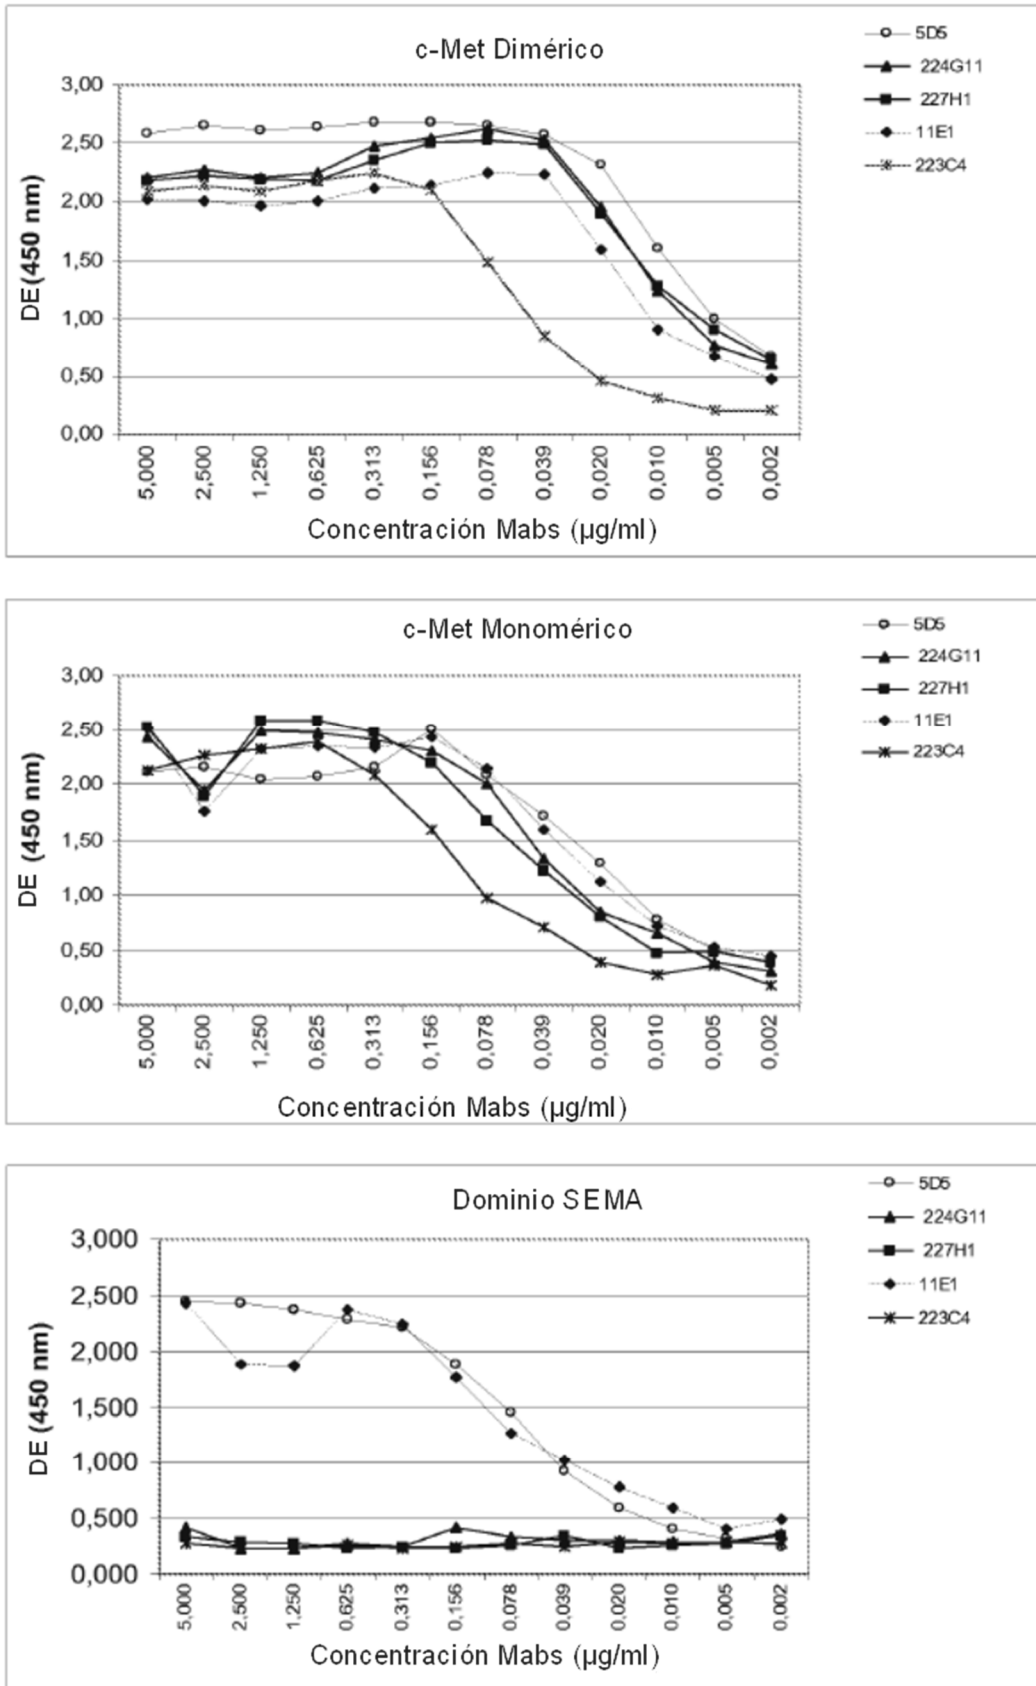 c-Met Dimérico
5D5
224G11
227H1
11E1
223C4
DE(450 nm)
3,00
2,50
2,00
1,50
1,00
0,50
0,00
5,000
2,500
1,250
0,625
0,313
0,156
0,078
0,039
0,020
0,010
0,005
0,002
Concentración Mabs (µg/ml)
c-Met Monomérico
5D5
224G11
227H1
11E1
223C4
DE (450 nm)
3,00
2,50
2,00
1,50
1,00
0,50
0,00
5,000
2,500
1,250
0,625
0,313
0,156
0,078
0,039
0,020
0,010
0,005
0,002
Concentración Mabs (µg/ml)
Dominio SEMA
5D5
224G11
227H1
11E1
223C4
DE (450 nm)
3,000
2,500
2,000
1,500
1,000
0,500
0,000
5,000
2,500
1,250
0,625
0,313
0,156
0,078
0,039
0,020
0,010
0,005
0,002
Concentración Mabs (µg/ml)